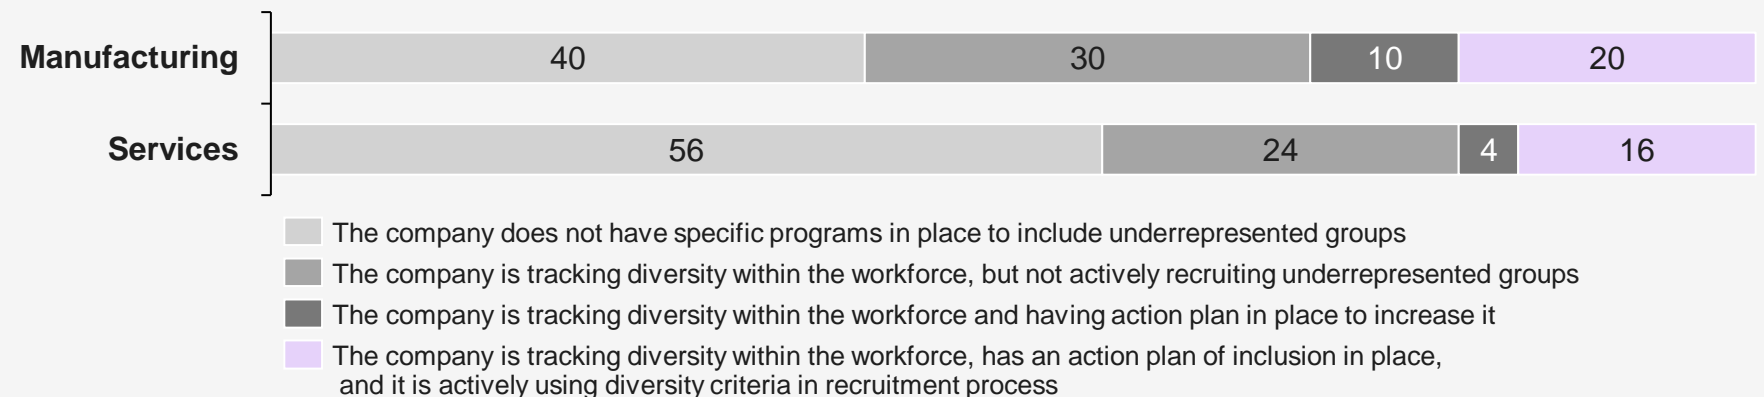 Manufacturing 40 30 10 20
Services 56 24 4 16
The company does not have specific programs in place to include underrepresented groups
The company is tracking diversity within the workforce, but not actively recruiting underrepresented groups
The company is tracking diversity within the workforce and having action plan in place to increase it
The company is tracking diversity within the workforce, has an action plan of inclusion in place,
and it is actively using diversity criteria in recruitment process